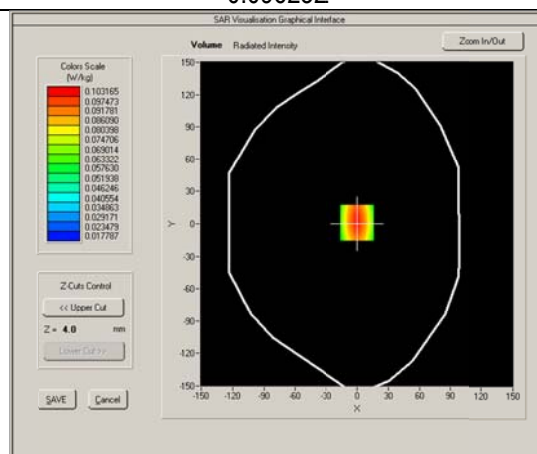 SAR Visualisation Graphical Interface
Volume Radiated Intensity
Zoom In/Out
Colors Scale
(W/kg)
0.103165
0.097473
0.091781
0.086090
0.080398
0.074706
0.069014
0.063322
0.057630
0.051938
0.046246
0.040554
0.034863
0.029171
0.023479
0.017787
Z-Cuts Control
<< Upper Cut
Z = 4.0 mm
Lower Cut >>
SAVE Cancel
150-
120-
90-
60-
30-
0-
-30-
-60-
-90-
-120-
-150-
Y
-150 -120 -90 -60 -30 0 30 60 90 120 150
X